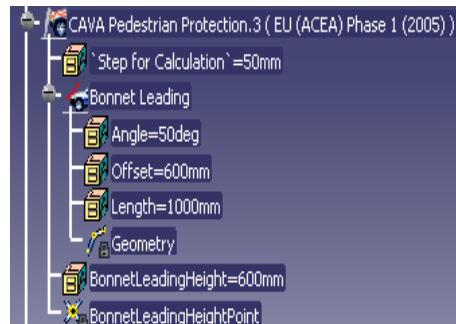 CAVA Pedestrian Protection.3 ( EU (ACEA) Phase 1 (2005) )
`Step for Calculation`=50mm
Bonnet Leading
Angle=50deg
Offset=600mm
Length=1000mm
Geometry
BonnetLeadingHeight=600mm
BonnetLeadingHeightPoint